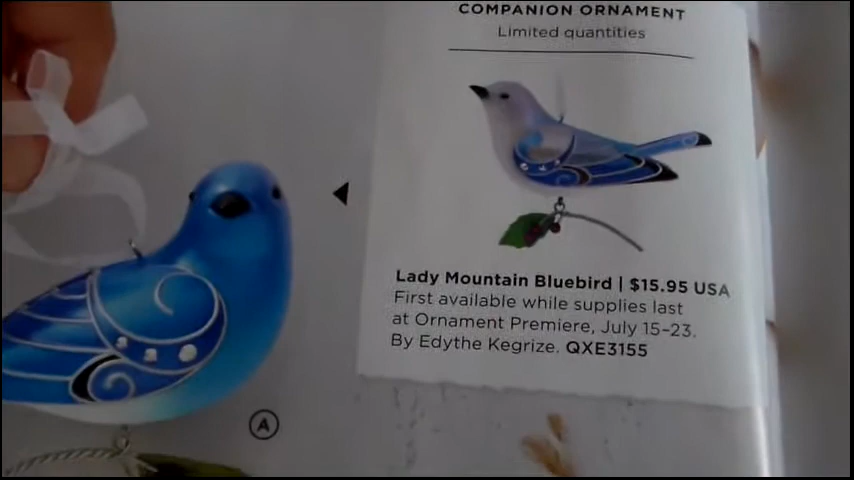 COMPANION ORNAMENT
Limited quantities
Lady Mountain Bluebird | $15.95 USA
First available while supplies last
at Ornament Premiere, July 15–23.
By Edythe Kegrize. QXE3155
A